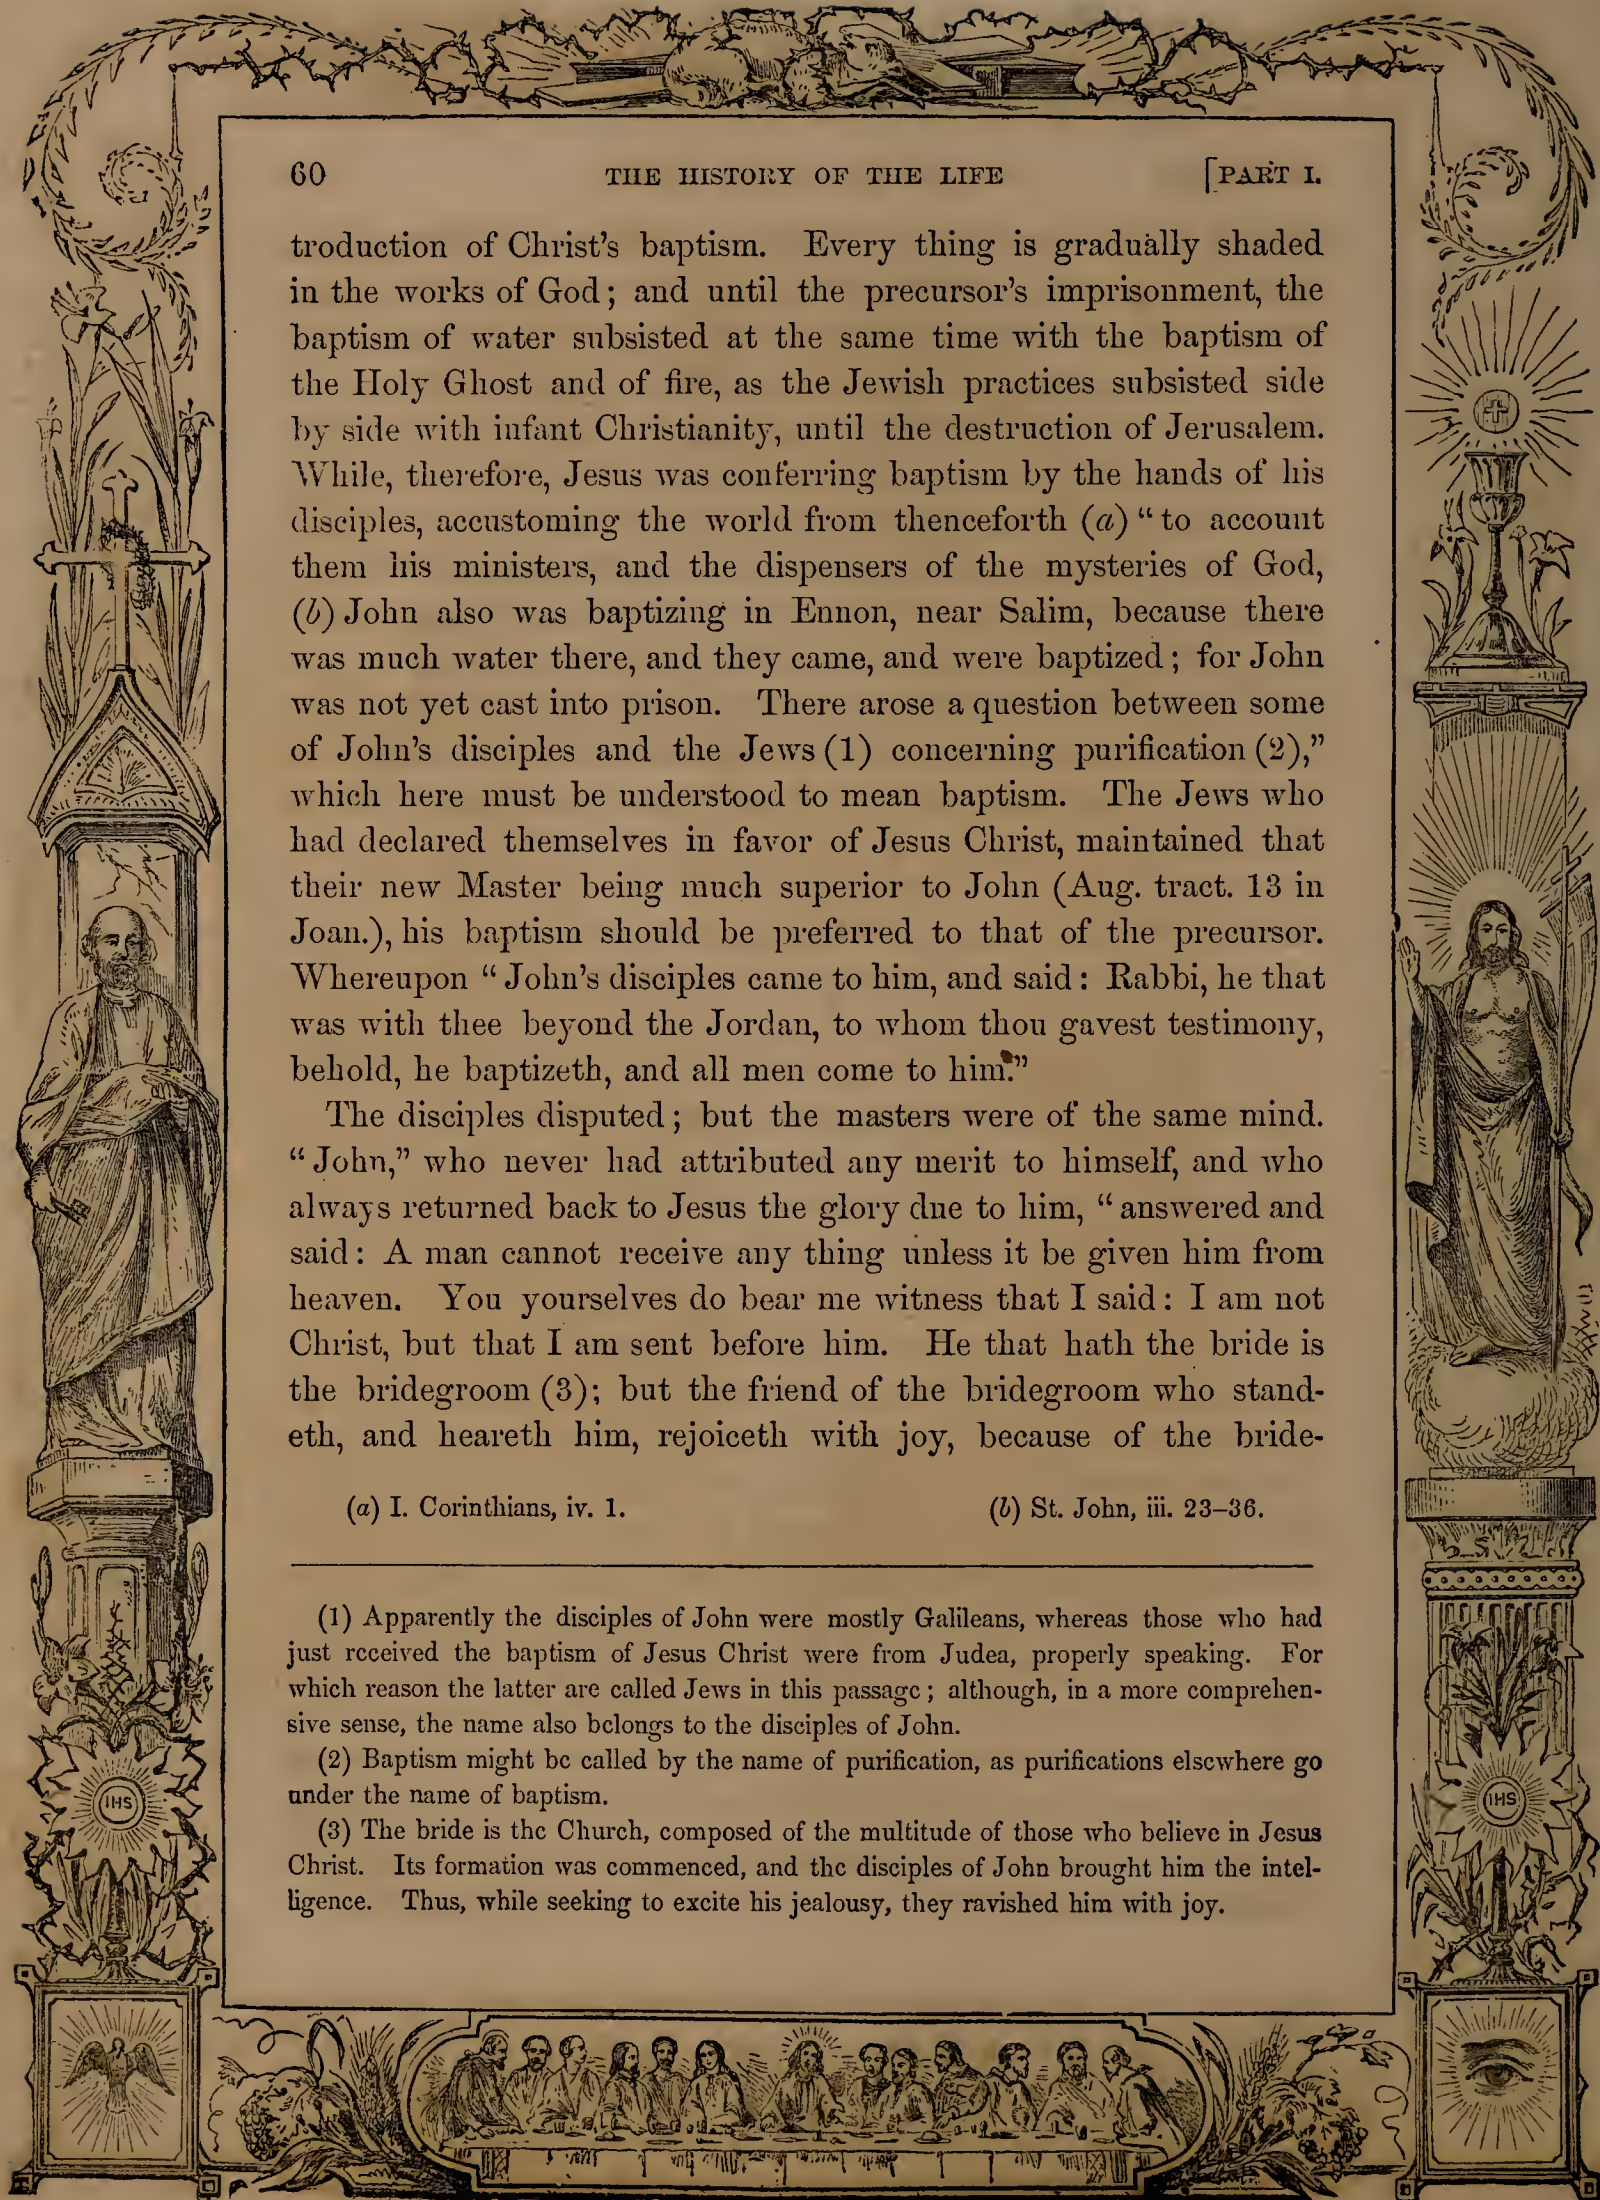 60 THE HISTORY OF THE LIFE [PART I.
troduction of Christ's baptism. Every thing is gradually shaded
in the works of God; and until the precursor's imprisonment, the
baptism of water subsisted at the same time with the baptism of
the Holy Ghost and of fire, as the Jewish practices subsisted side
by side with infant Christianity, until the destruction of Jerusalem.
While, therefore, Jesus was conferring baptism by the hands of his
disciples, accustoming the world from thenceforth (a) "to account
them his ministers, and the dispensers of the mysteries of God,
(b) John also was baptizing in Ennon, near Salim, because there
was much water there, and they came, and were baptized; for John
was not yet cast into prison. There arose a question between some
of John's disciples and the Jews (1) concerning purification (2),"
which here must be understood to mean baptism. The Jews who
had declared themselves in favor of Jesus Christ, maintained that
their new Master being much superior to John (Aug. tract. 13 in
Joan.), his baptism should be preferred to that of the precursor.
Whereupon "John's disciples came to him, and said: Rabbi, he that
was with thee beyond the Jordan, to whom thou gavest testimony,
behold, he baptizeth, and all men come to him."
The disciples disputed; but the masters were of the same mind.
"John," who never had attributed any merit to himself, and who
always returned back to Jesus the glory due to him, "answered and
said: A man cannot receive any thing unless it be given him from
heaven. You yourselves do bear me witness that I said: I am not
Christ, but that I am sent before him. He that hath the bride is
the bridegroom (3); but the friend of the bridegroom who stand-
eth, and heareth him, rejoiceth with joy, because of the bride-
(a) I. Corinthians, iv. 1. (b) St. John, iii. 23–36.
(1) Apparently the disciples of John were mostly Galileans, whereas those who had
just received the baptism of Jesus Christ were from Judea, properly speaking. For
which reason the latter are called Jews in this passage; although, in a more comprehen-
sive sense, the name also belongs to the disciples of John.
(2) Baptism might be called by the name of purification, as purifications elsewhere go
under the name of baptism.
(3) The bride is the Church, composed of the multitude of those who believe in Jesus
Christ. Its formation was commenced, and the disciples of John brought him the intel-
ligence. Thus, while seeking to excite his jealousy, they ravished him with joy.
IHS
IHS